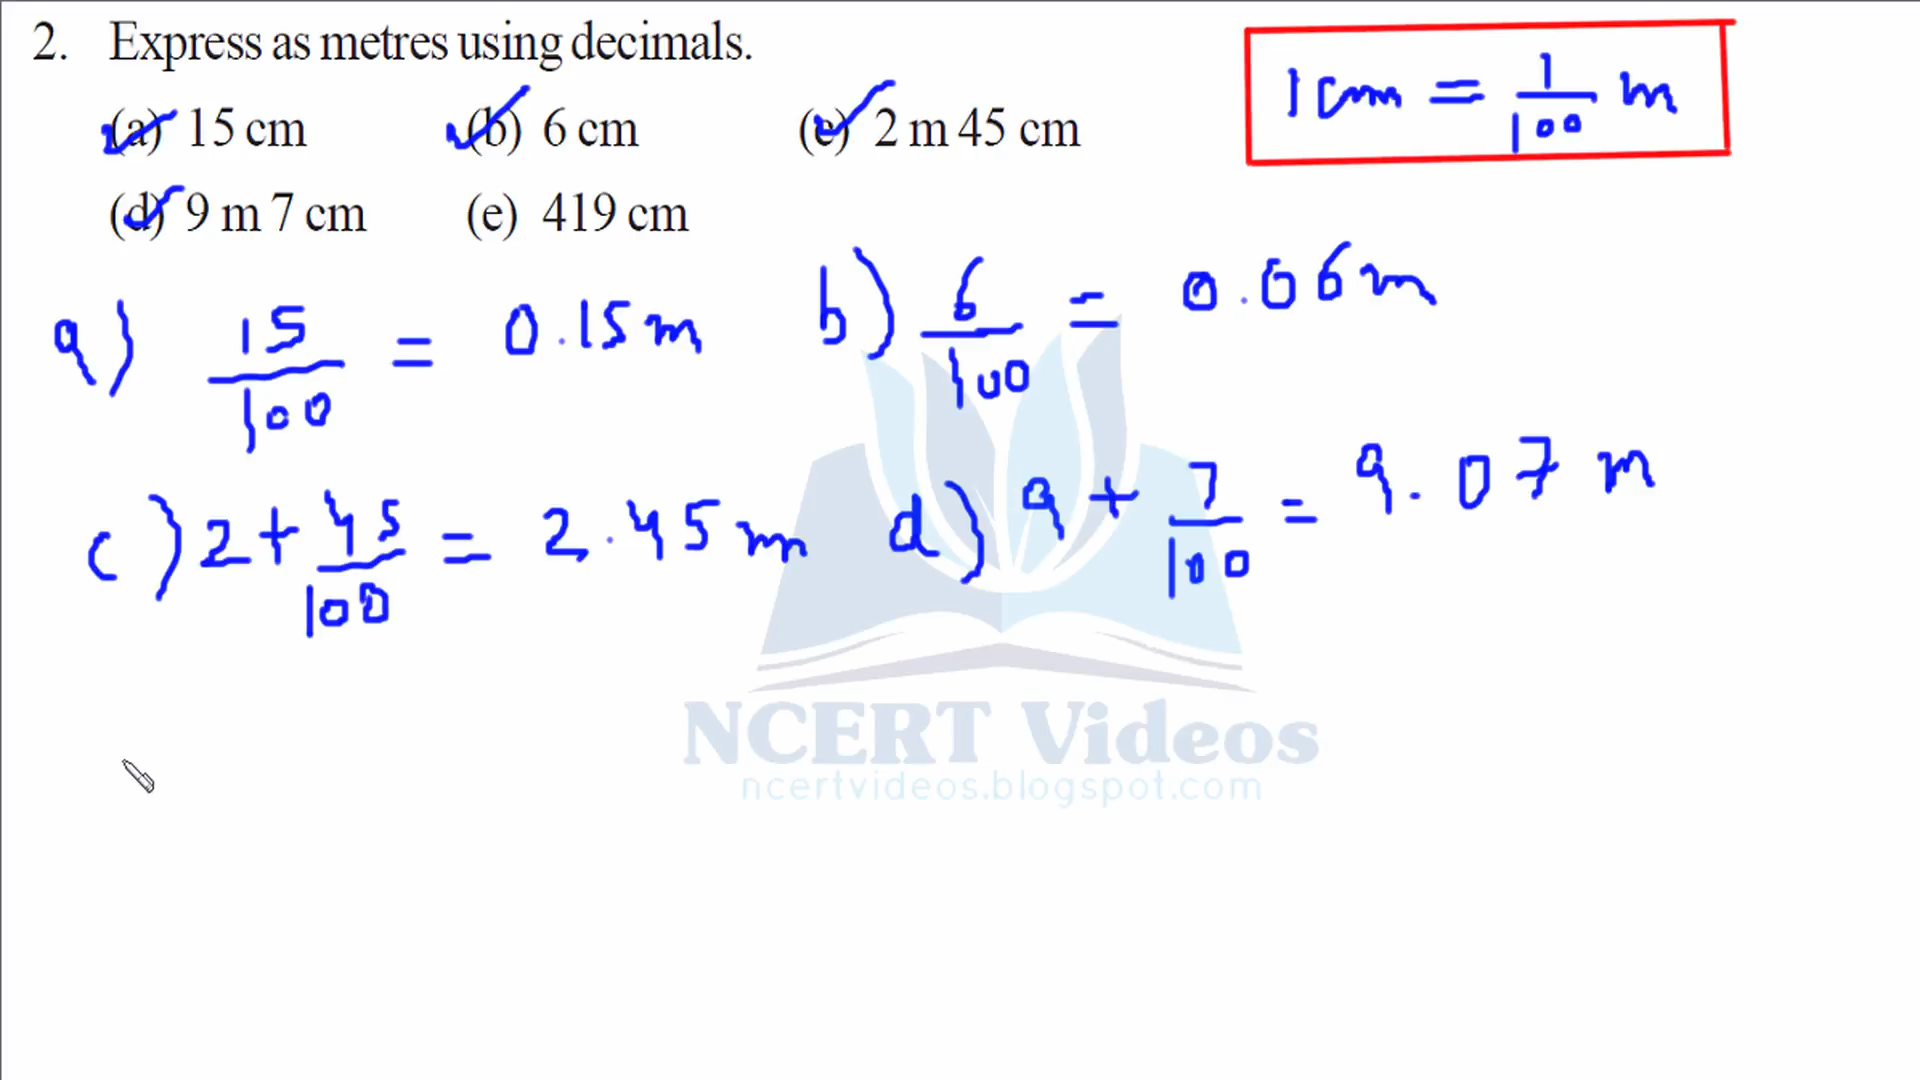 2. Express as metres using decimals.
1 cm = 1/100 m
(a) 15 cm (b) 6 cm (c) 2 m 45 cm
(d) 9 m 7 cm (e) 419 cm
a) 15/100 = 0.15 m b) 6/100 = 0.06 m
c) 2 + 45/100 = 2.45 m d) 9 + 7/100 = 9.07 m
NCERT Videos
ncertvideos.blogspot.com